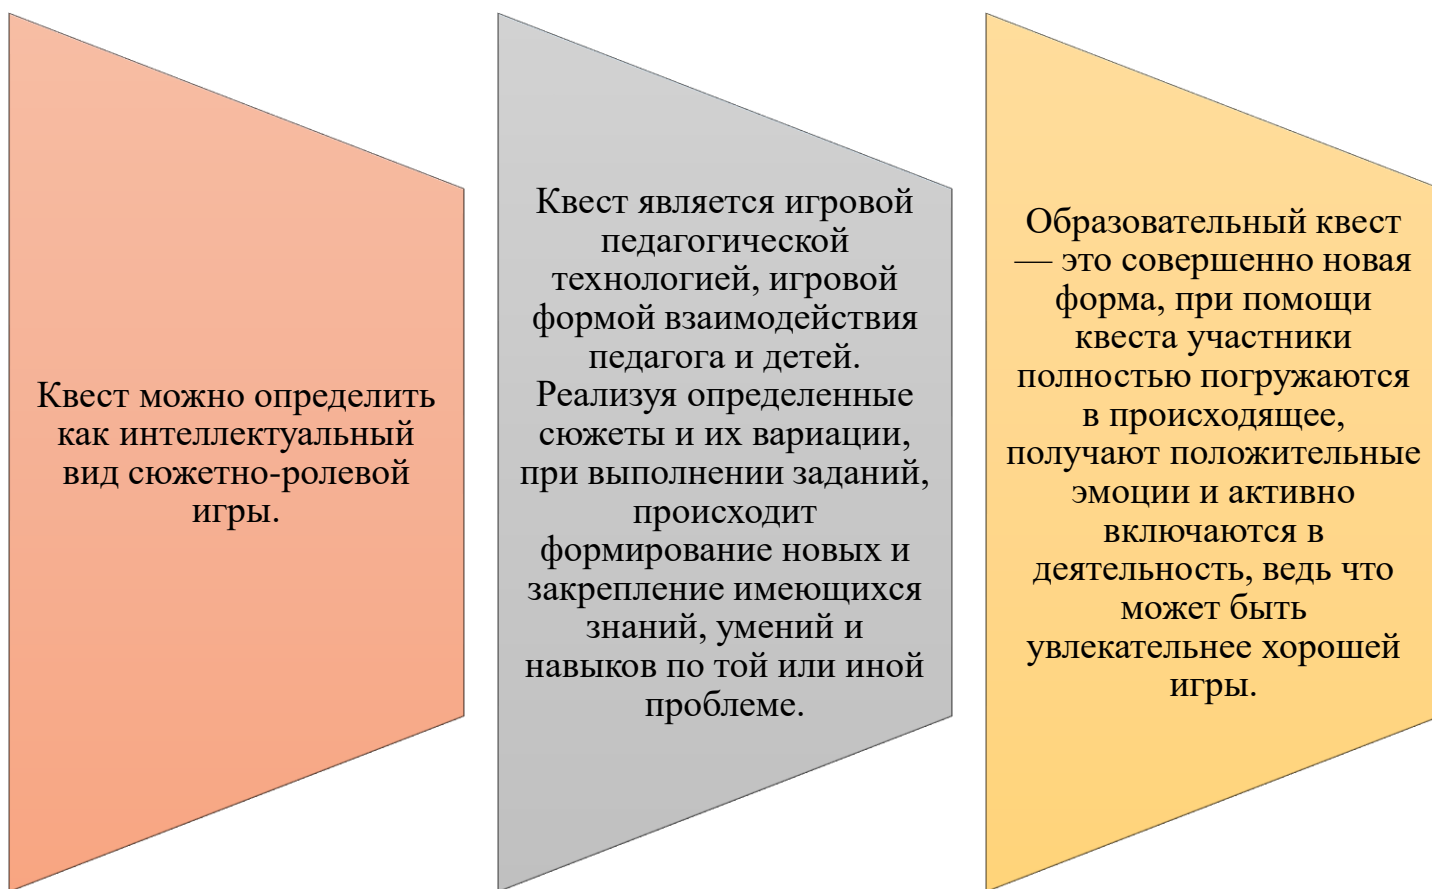 Квест можно определить
как интеллектуальный
вид сюжетно-ролевой
игры.
Квест является игровой
педагогической
технологией, игровой
формой взаимодействия
педагога и детей.
Реализуя определенные
сюжеты и их вариации,
при выполнении заданий,
происходит
формирование новых и
закрепление имеющихся
знаний, умений и
навыков по той или иной
проблеме.
Образовательный квест
— это совершенно новая
форма, при помощи
квеста участники
полностью погружаются
в происходящее,
получают положительные
эмоции и активно
включаются в
деятельность, ведь что
может быть
увлекательнее хорошей
игры.